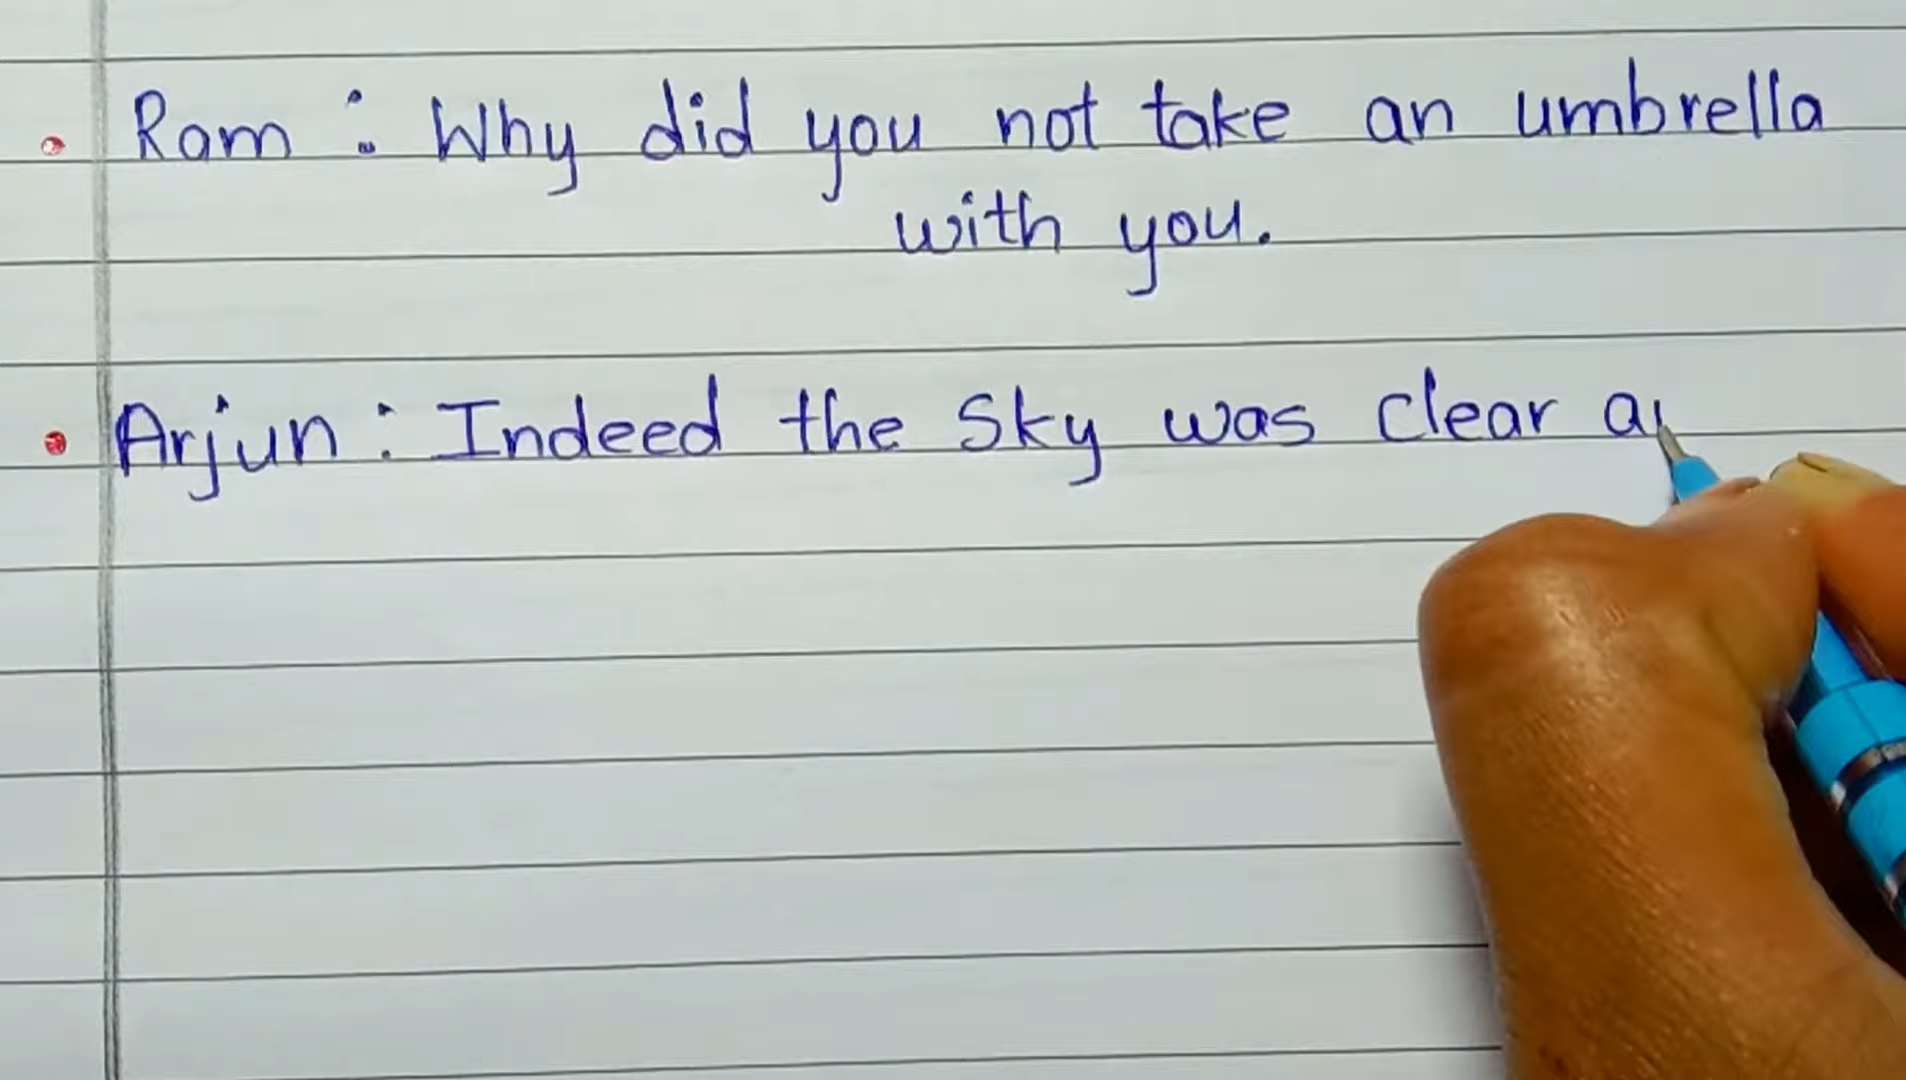 Ram : Why did you not take an umbrella
with you.
Arjun : Indeed the Sky was clear